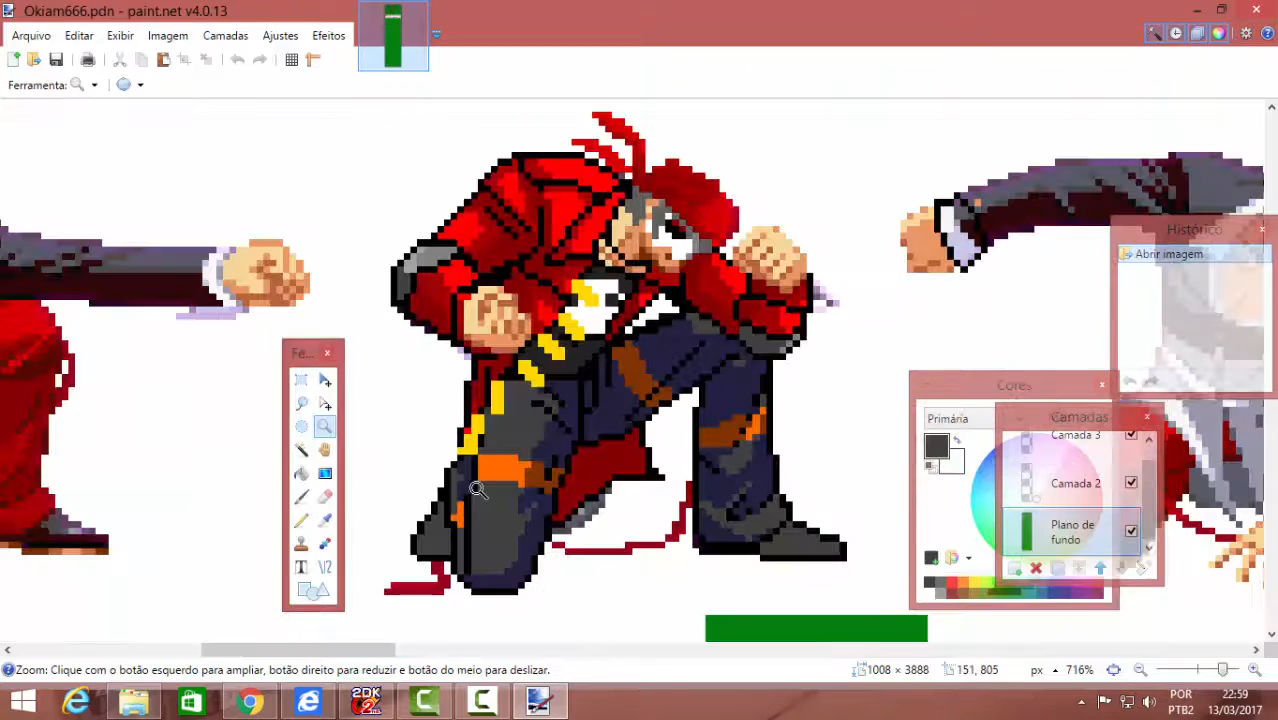 Okiam666.pdn - paint.net v4.0.13
Arquivo Editar Exibir Imagem Camadas Ajustes Efeitos
Ferramenta:
Histórico
Abrir imagem
Fe...
Cores
Primária
Camadas
Camada 3
Camada 2
Plano de
fundo
Zoom: Clique com o botão esquerdo para ampliar, botão direito para reduzir e botão do meio para deslizar.
1008 × 3888
151, 805
px
716%
2DK
2
POR
PTB2
22:59
13/03/2017